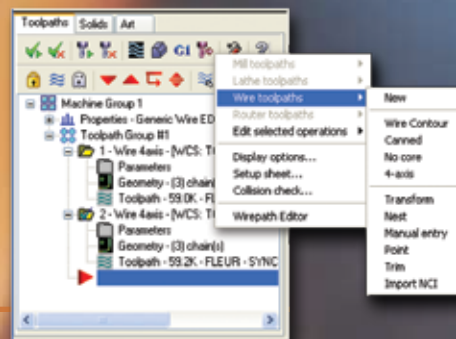 Toolpaths Solids Art
G1
Machine Group 1
Properties - Generic Wire ED
Toolpath Group #1
1 - Wire 4axis - [WCS: T
Parameters
Geometry - (3) chain
Toolpath - 59.0K - FL
2 - Wire 4axis - [WCS: T
Parameters
Geometry - (3) chain(s)
Toolpath - 59.2K - FLEUR - SYNC
Mill toolpaths
Lathe toolpaths
Wire toolpaths
Router toolpaths
Edit selected operations
Display options...
Setup sheet...
Collision check...
Wirepath Editor
New
Wire Contour
Canned
No core
4-axis
Transform
Nest
Manual entry
Point
Trim
Import NCI